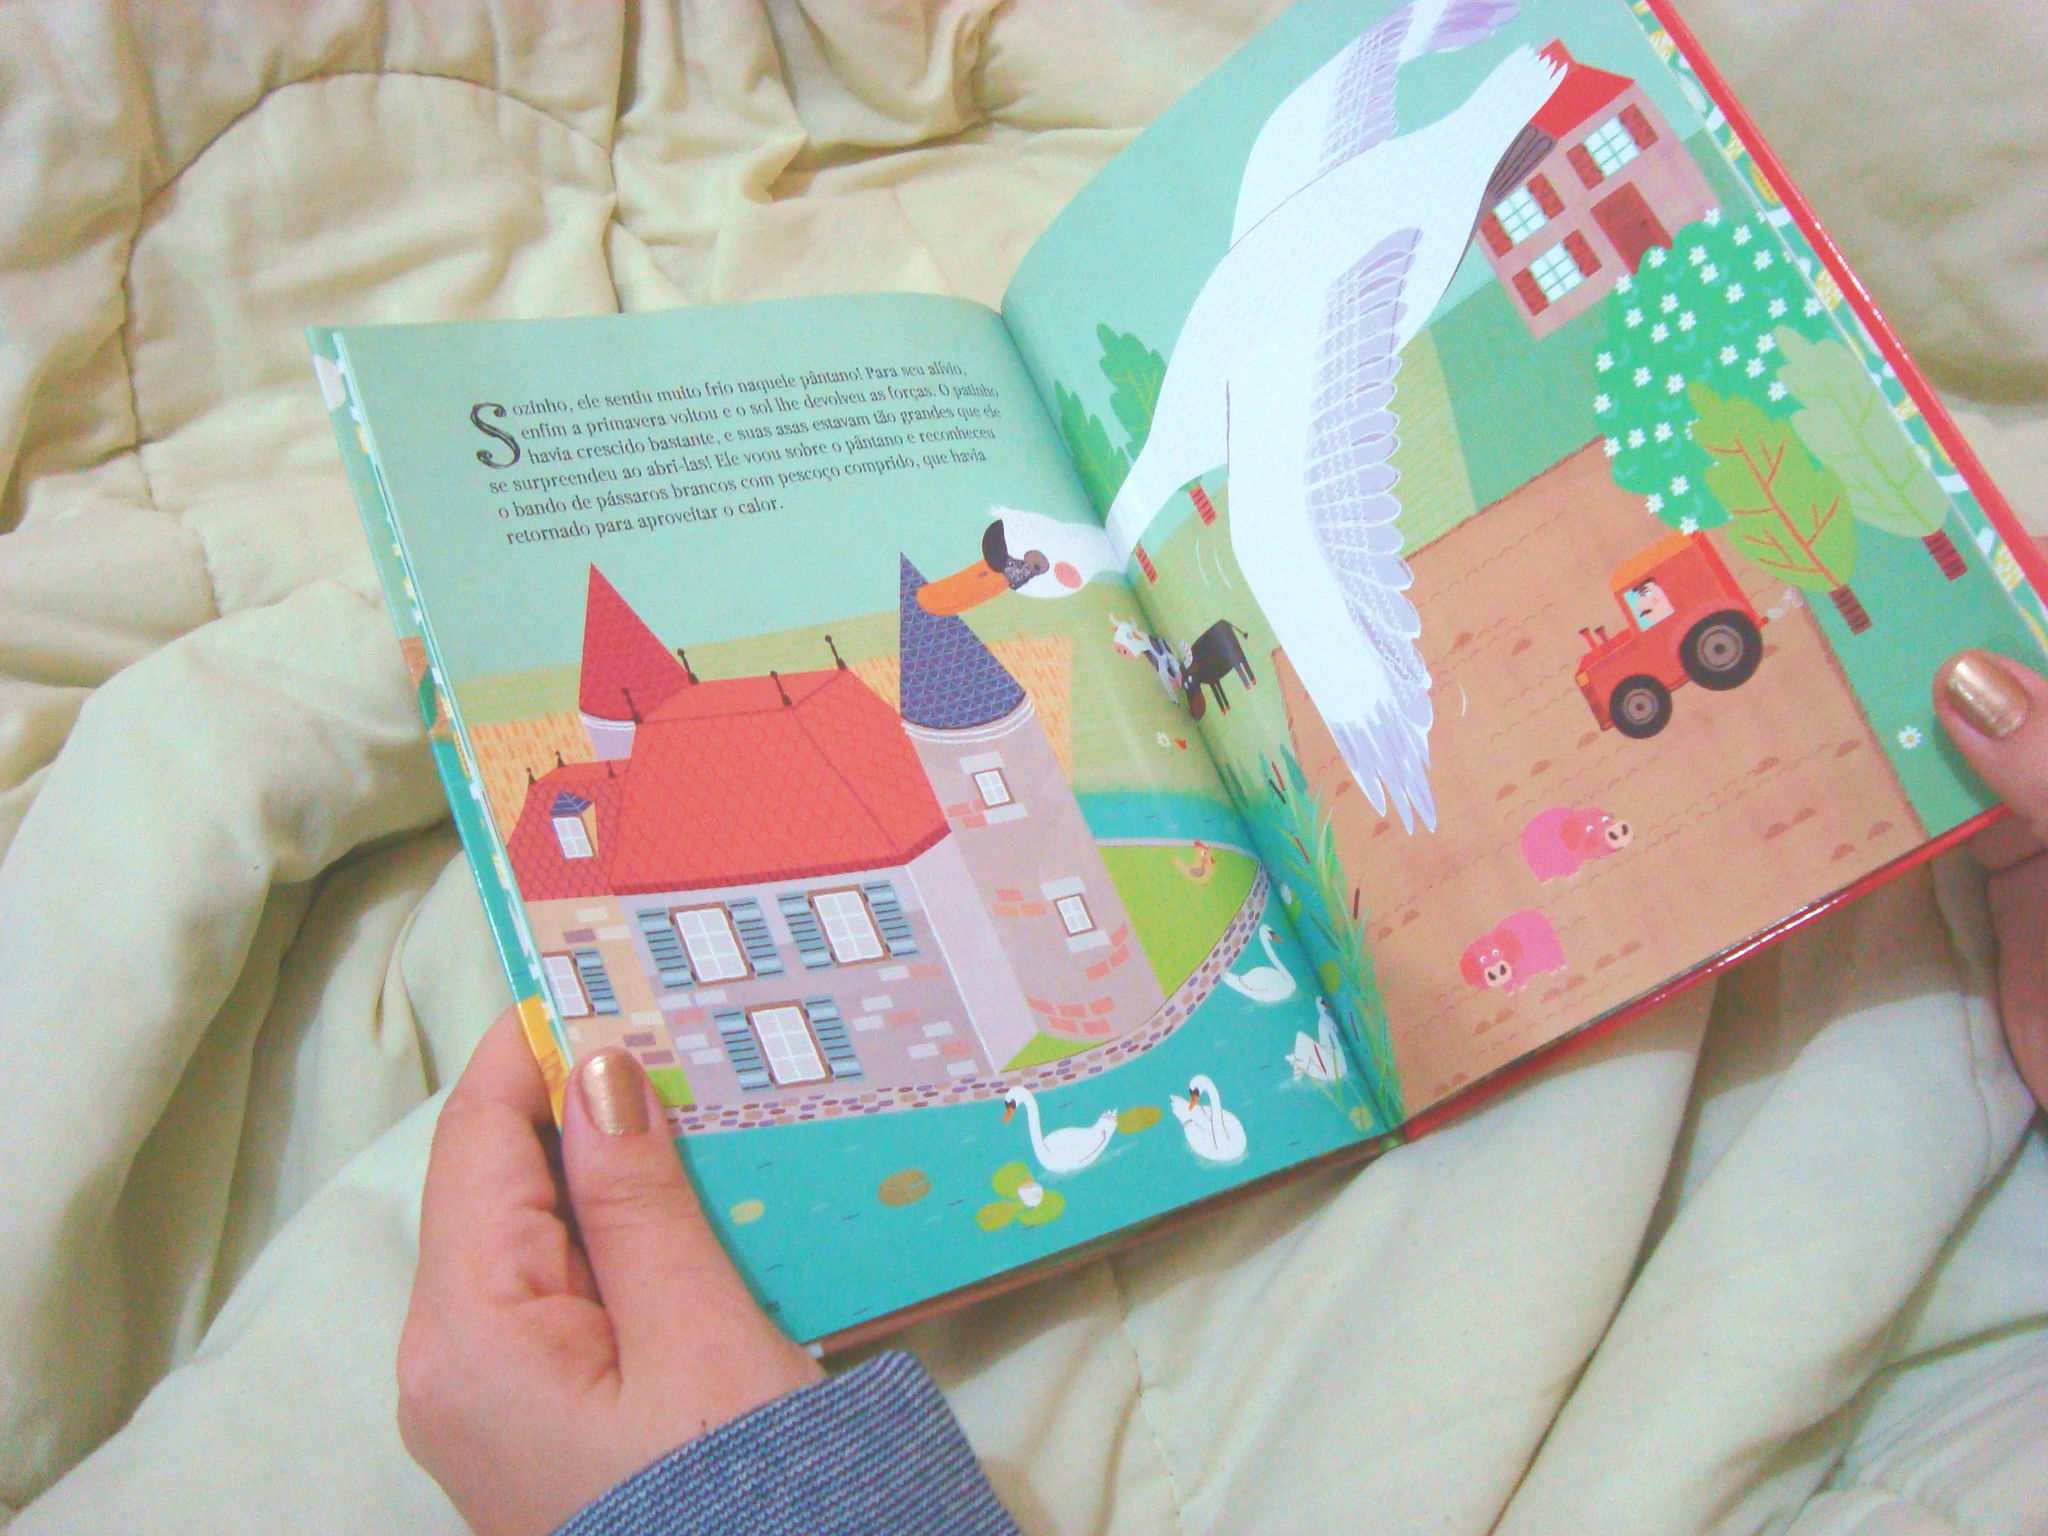 Sozinho, ele sentiu muito frio naquele pântano! Para seu alívio,
enfim a primavera voltou e o sol lhe devolveu as forças. O patinho
havia crescido bastante, e suas asas estavam tão grandes que ele
se surpreendeu ao abri-las! Ele voou sobre o pântano e reconheceu
o bando de pássaros brancos com pescoço comprido, que havia
retornado para aproveitar o calor.